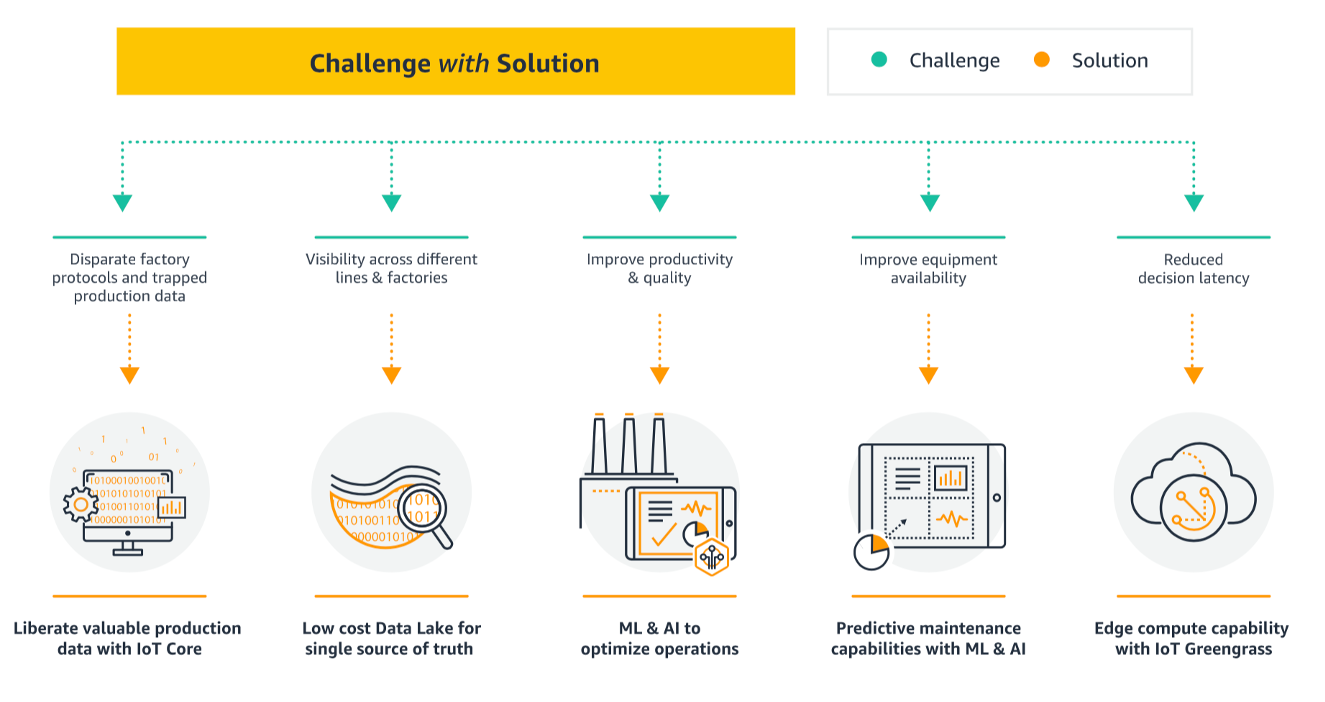 Challenge with Solution
Challenge
Solution
Disparate factory
protocols and trapped
production data
Visibility across different
lines & factories
Improve productivity
& quality
Improve equipment
availability
Reduced
decision latency
Liberate valuable production
data with IoT Core
Low cost Data Lake for
single source of truth
ML & AI to
optimize operations
Predictive maintenance
capabilities with ML & AI
Edge compute capability
with IoT Greengrass